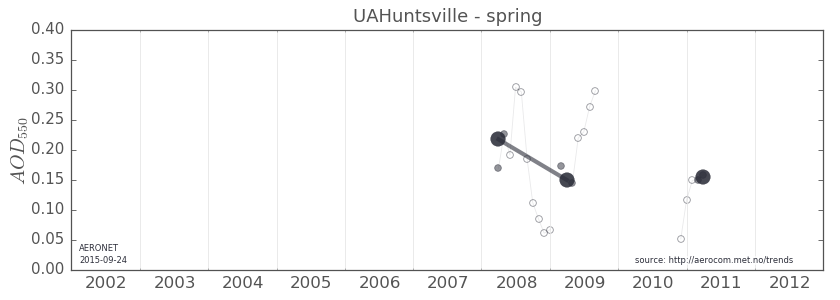 UAHuntsville - spring
0.40
0.35
0.30
0.25
0.20
0.15
0.10
0.05
0.00
AOD550
AERONET
2015-09-24
source: http://aerocom.met.no/trends
2002 2003 2004 2005 2006 2007 2008 2009 2010 2011 2012